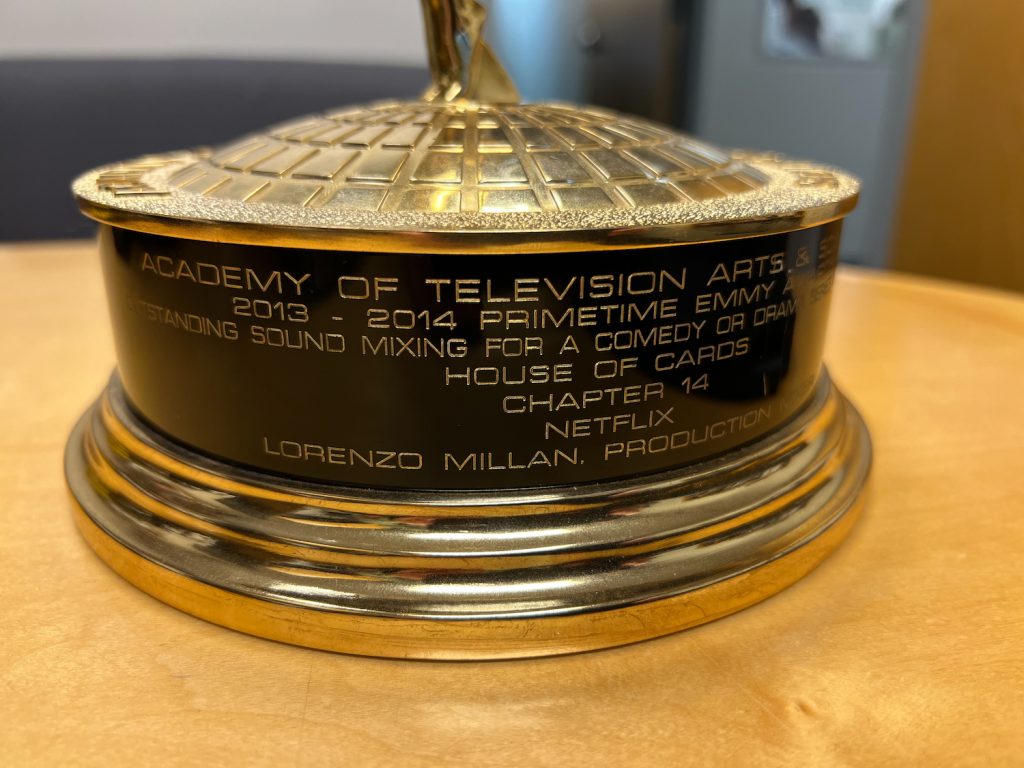 ACADEMY OF TELEVISION ARTS &
2013 - 2014 PRIMETIME EMMY
SOUND MIXING FOR A COMEDY OR
HOUSE OF CARDS
CHAPTER 14
NETFLIX
LORENZO MILLAN, PRODUCTION